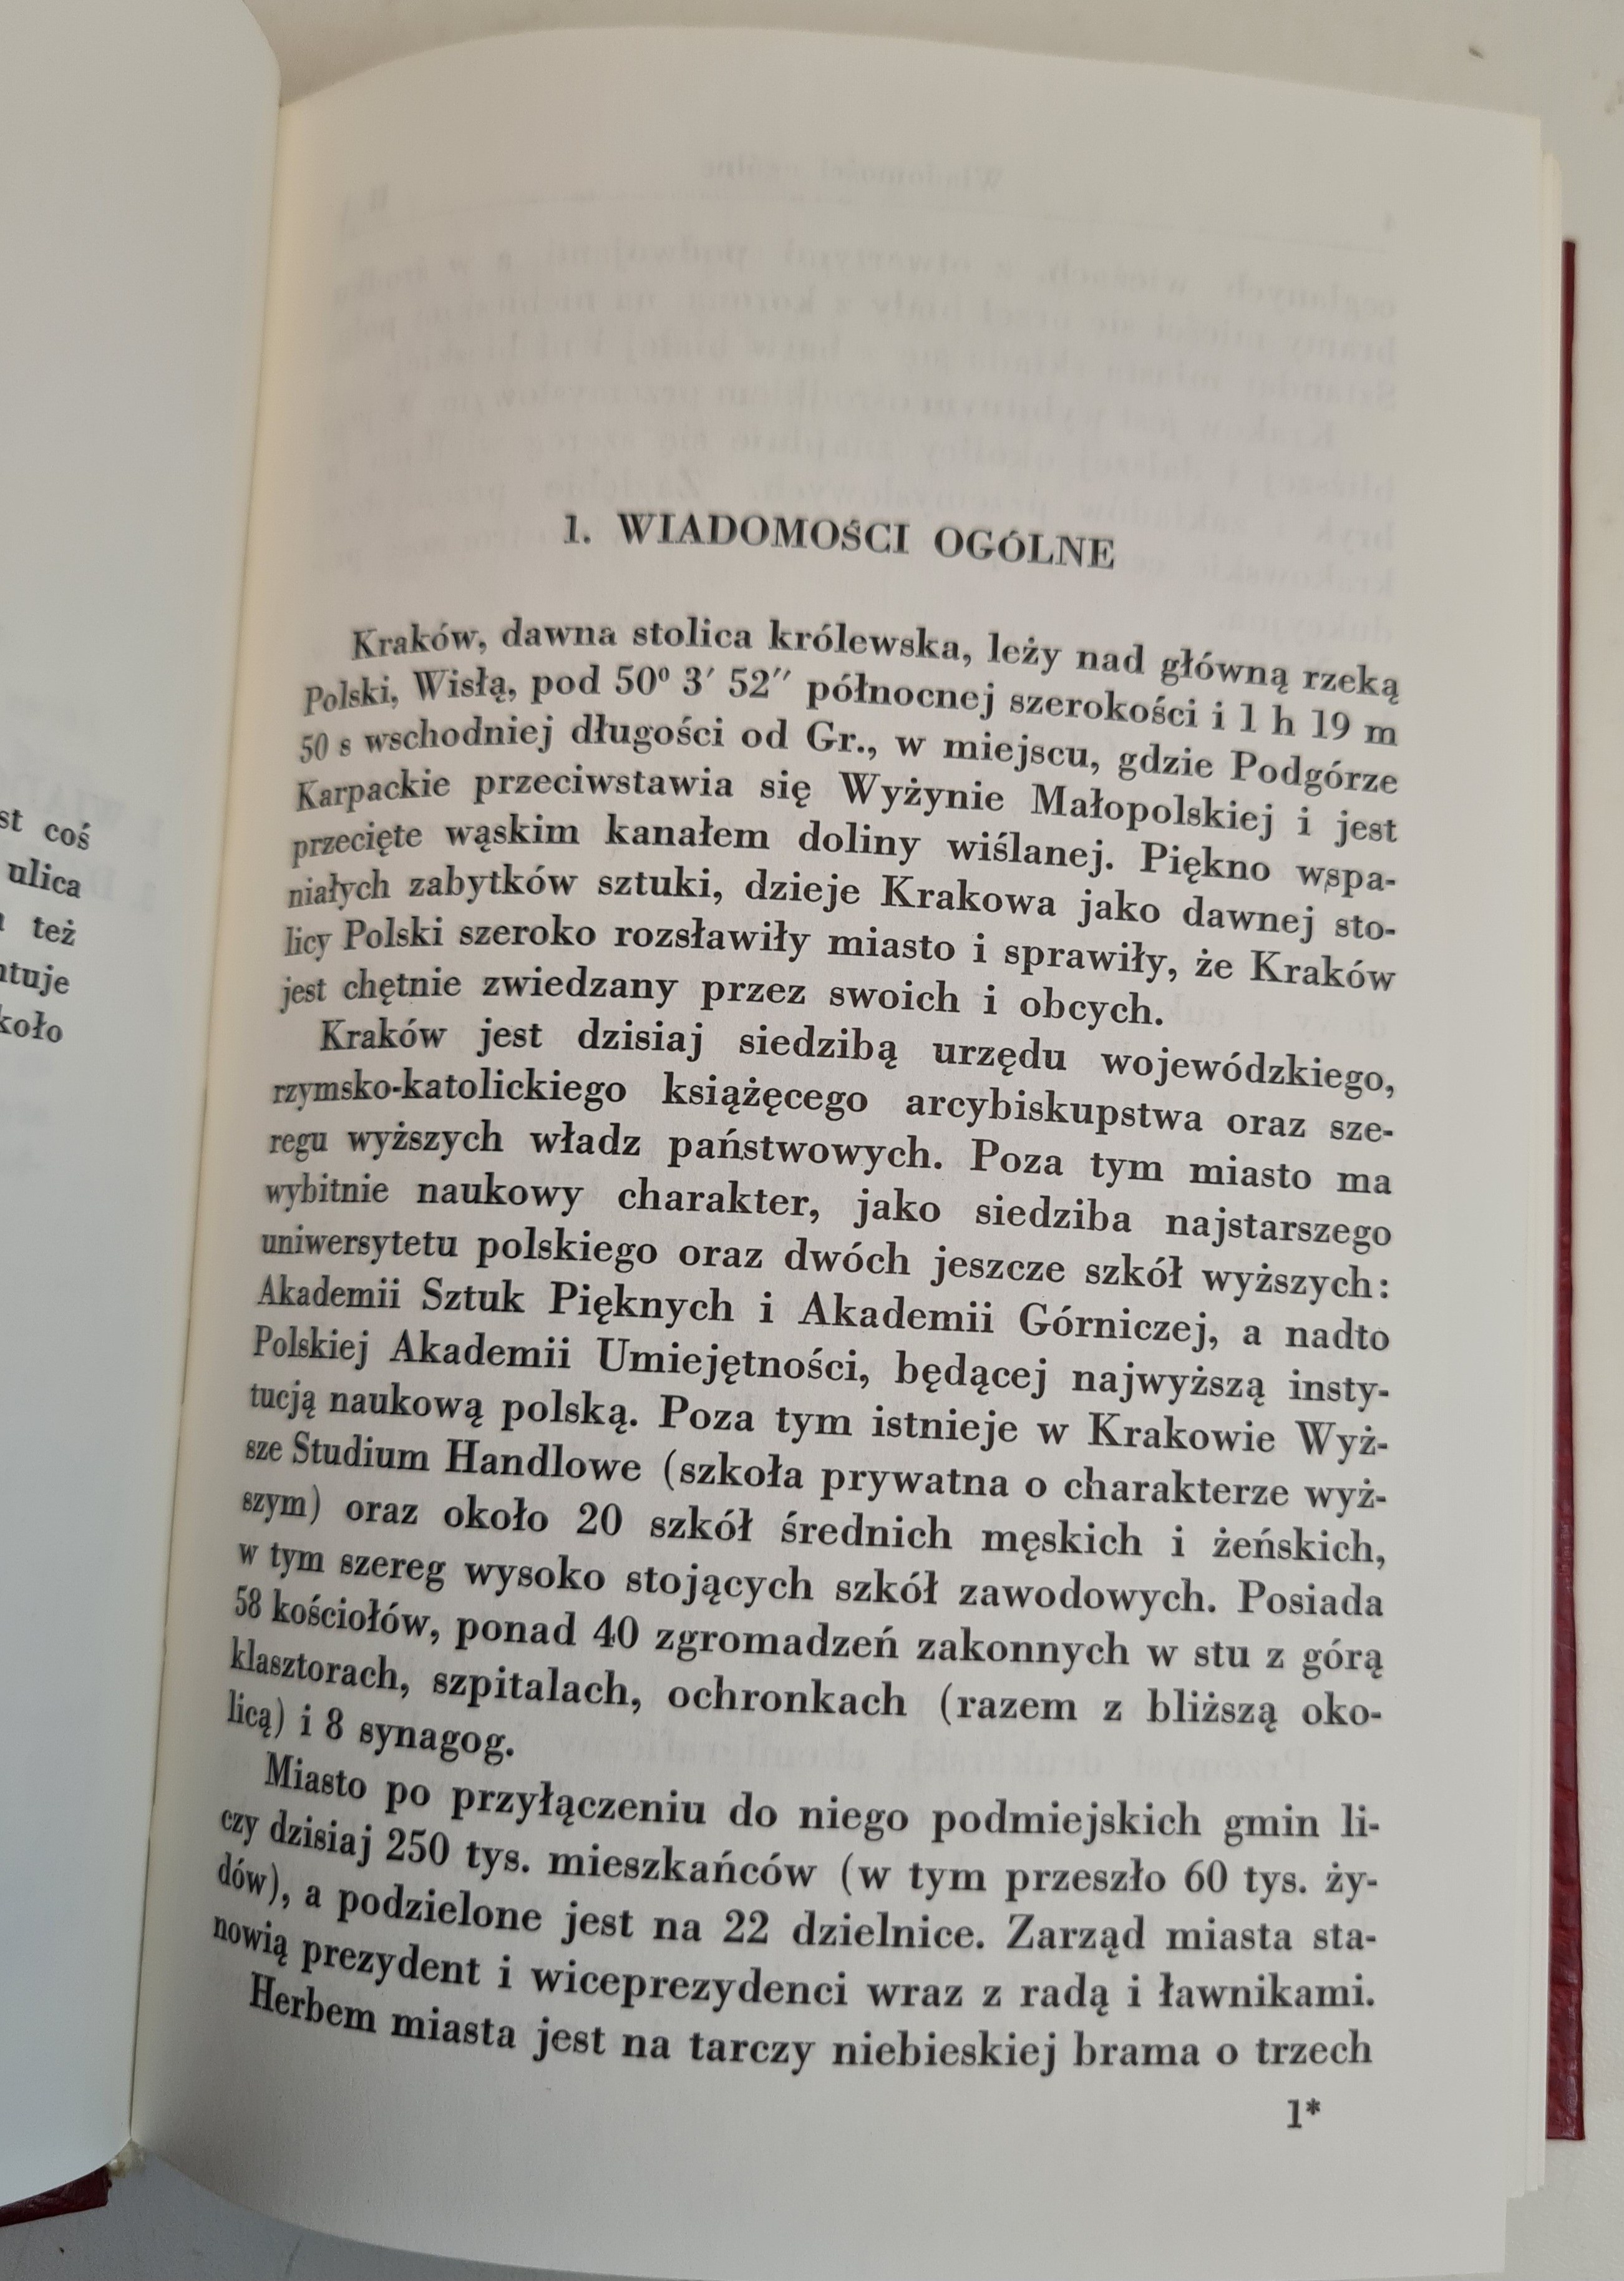 st coś
ulica
też
ntuje
koło
1. WIADOMOŚCI OGÓLNE
Kraków, dawna stolica królewska, leży nad główną rzeką
Polski, Wisłą, pod 50⁰ 3′ 52″ północnej szerokości i 1 h 19 m
50 s wschodniej długości od Gr., w miejscu, gdzie Podgórze
Karpackie przeciwstawia się Wyżynie Małopolskiej i jest
przecięte wąskim kanałem doliny wiślanej. Piękno wspa-
niałych zabytków sztuki, dzieje Krakowa jako dawnej sto-
licy Polski szeroko rozsławiły miasto i sprawiły, że Kraków
jest chętnie zwiedzany przez swoich i obcych.
Kraków jest dzisiaj siedzibą urzędu wojewódzkiego,
rzymsko-katolickiego książęcego arcybiskupstwa oraz sze-
regu wyższych władz państwowych. Poza tym miasto ma
wybitnie naukowy charakter, jako siedziba najstarszego
uniwersytetu polskiego oraz dwóch jeszcze szkół wyższych:
Akademii Sztuk Pięknych i Akademii Górniczej, a nadto
Polskiej Akademii Umiejętności, będącej najwyższą insty-
tucją naukową polską. Poza tym istnieje w Krakowie Wyż-
sze Studium Handlowe (szkoła prywatna o charakterze wyż-
szym) oraz około 20 szkół średnich męskich i żeńskich,
w tym szereg wysoko stojących szkół zawodowych. Posiada
58 kościołów, ponad 40 zgromadzeń zakonnych w stu z górą
klasztorach, szpitalach, ochronkach (razem z bliższą oko-
licą) i 8 synagog.
Miasto po przyłączeniu do niego podmiejskich gmin li-
czy dzisiaj 250 tys. mieszkańców (w tym przeszło 60 tys. ży-
dów), a podzielone jest na 22 dzielnice. Zarząd miasta sta-
nowią prezydent i wiceprezydenci wraz z radą i ławnikami.
Herbem miasta jest na tarczy niebieskiej brama o trzech
1*